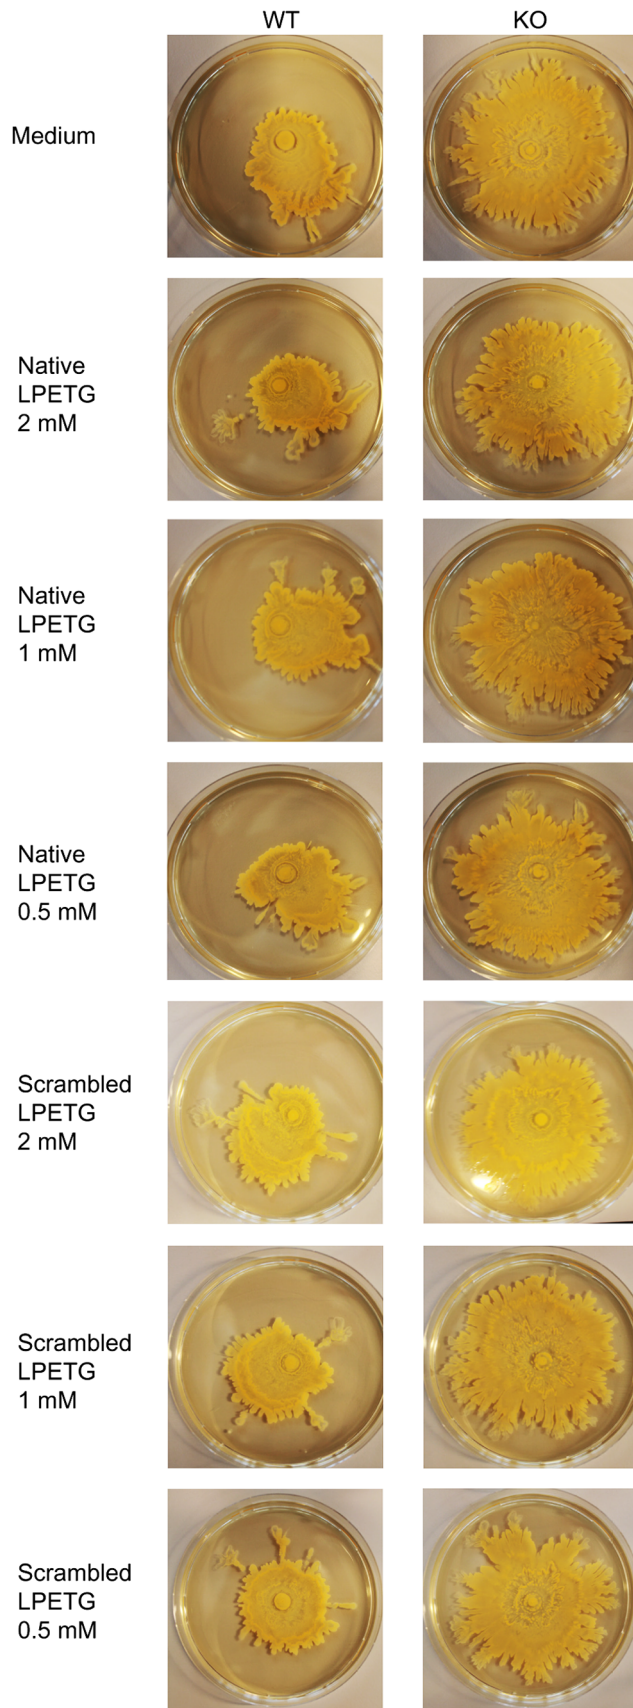 WT KO
Medium
Native
LPETG
2 mM
Native
LPETG
1 mM
Native
LPETG
0.5 mM
Scrambled
LPETG
2 mM
Scrambled
LPETG
1 mM
Scrambled
LPETG
0.5 mM